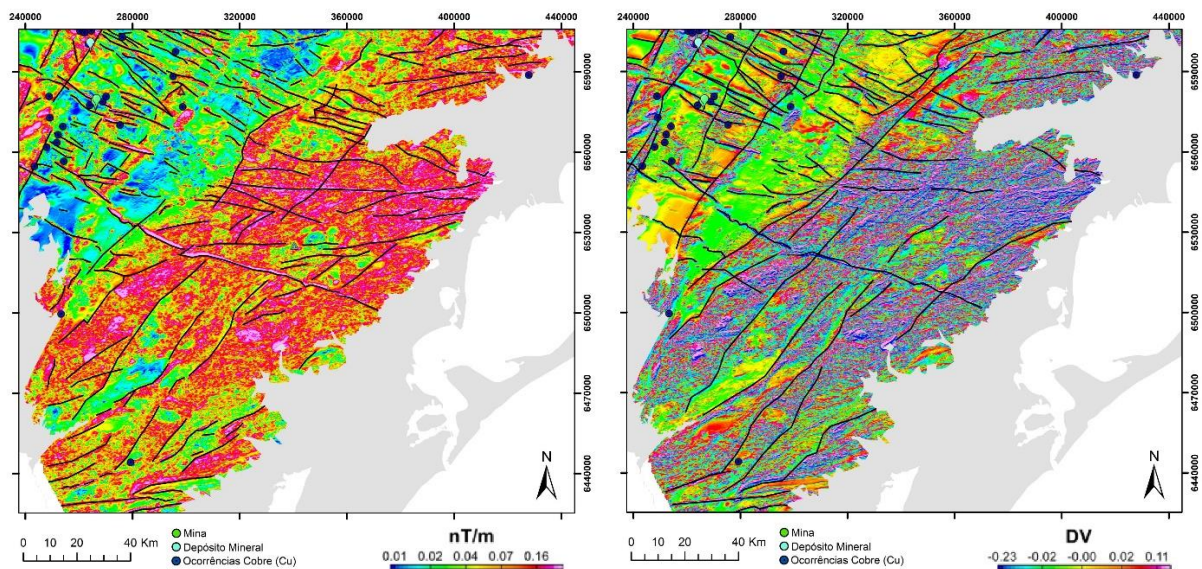 240000 280000 320000 360000 400000 440000
240000 280000 320000 360000 400000 440000
6590000
6560000
6530000
6500000
6470000
6440000
6590000
6560000
6530000
6500000
6470000
6440000
N
N
Mina
Depósito Mineral
Ocorrências Cobre (Cu)
0 10 20 40 Km
nT/m
0.01 0.02 0.04 0.07 0.16
Mina
Depósito Mineral
Ocorrências Cobre (Cu)
0 10 20 40 Km
DV
-0.23 -0.02 -0.00 0.02 0.11